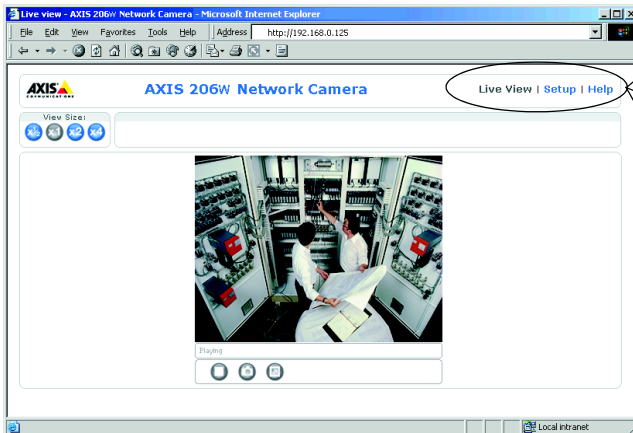 Live view - AXIS 206W Network Camera - Microsoft Internet Explorer
File Edit View Favorites Tools Help Address http://192.168.0.125
AXIS
COMMUNICATIONS
AXIS 206W Network Camera
Live View | Setup | Help
View Size:
x½ x1 x2 x4
Playing
Local intranet